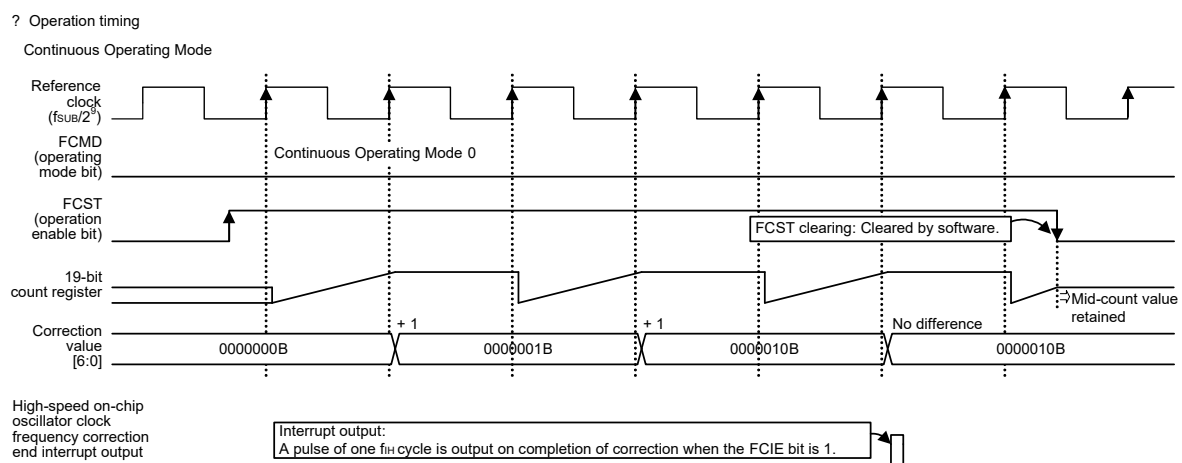 ? Operation timing
Continuous Operating Mode
Reference
clock
(fSUB/2⁹)
FCMD
(operating
mode bit)
Continuous Operating Mode 0
FCST
(operation
enable bit)
FCST clearing: Cleared by software.
19-bit
count register
Mid-count value
retained
Correction
value
[6:0]
+ 1
+ 1
No difference
0000000B
0000001B
0000010B
0000010B
High-speed on-chip
oscillator clock
frequency correction
end interrupt output
Interrupt output:
A pulse of one fIH cycle is output on completion of correction when the FCIE bit is 1.